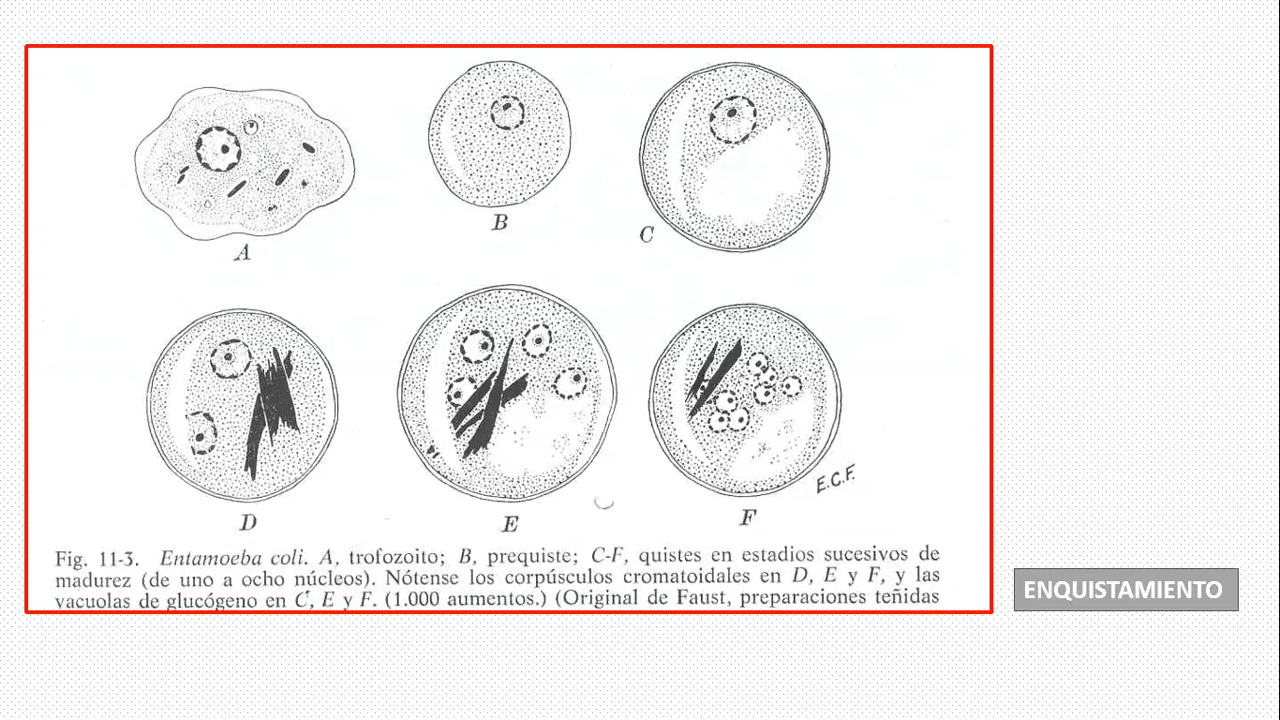 A
B
C
D
E
F
E.C.F.
Fig. 11-3. Entamoeba coli. A, trofozoito; B, prequiste; C-F, quistes en estadios sucesivos de
madurez (de uno a ocho núcleos). Nótense los corpúsculos cromatoidales en D, E y F, y las
vacuolas de glucógeno en C, E y F. (1.000 aumentos.) (Original de Faust, preparaciones teñidas
ENQUISTAMIENTO